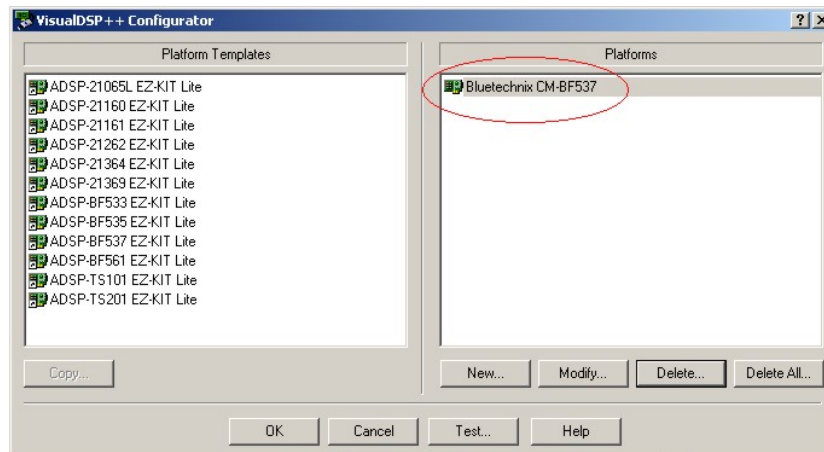 VisualDSP++ Configurator
Platform Templates
ADSP-21065L EZ-KIT Lite
ADSP-21160 EZ-KIT Lite
ADSP-21161 EZ-KIT Lite
ADSP-21262 EZ-KIT Lite
ADSP-21364 EZ-KIT Lite
ADSP-21369 EZ-KIT Lite
ADSP-BF533 EZ-KIT Lite
ADSP-BF535 EZ-KIT Lite
ADSP-BF537 EZ-KIT Lite
ADSP-BF561 EZ-KIT Lite
ADSP-TS101 EZ-KIT Lite
ADSP-TS201 EZ-KIT Lite
Copy...
Platforms
Bluetechnix CM-BF537
New... Modify... Delete... Delete All...
OK Cancel Test... Help